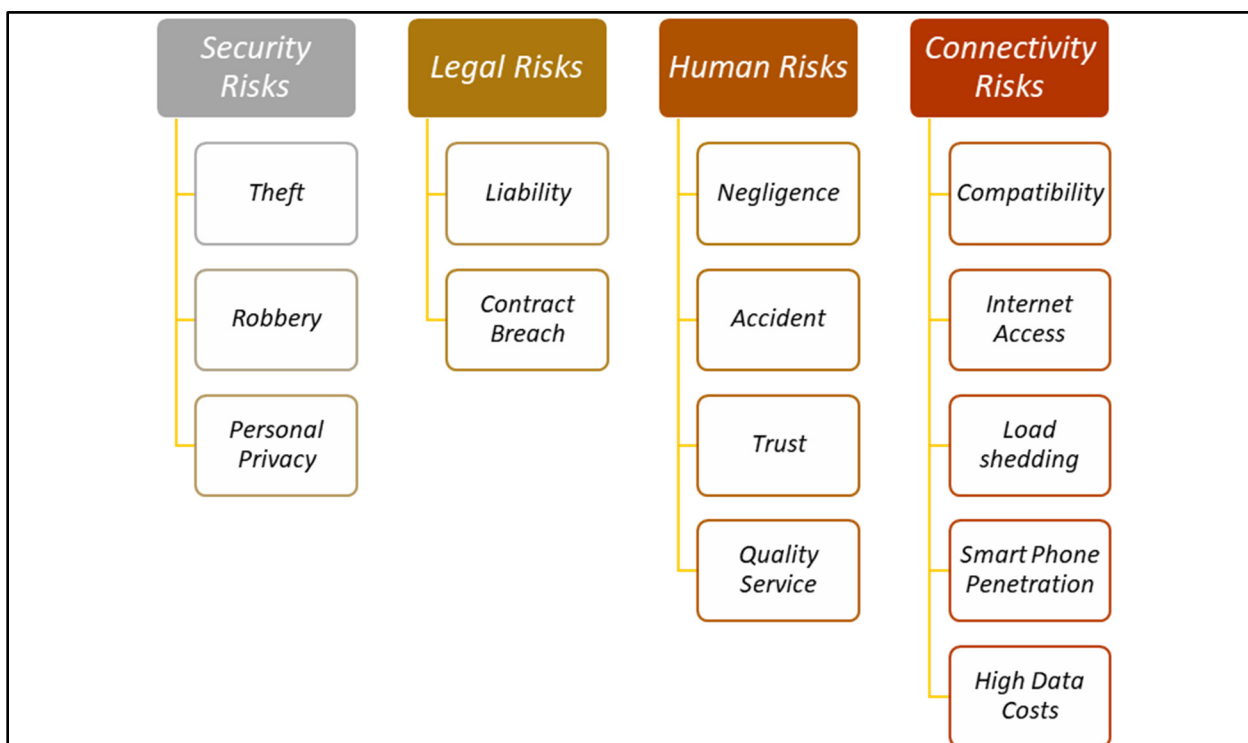 Security
Risks
Theft
Robbery
Personal
Privacy
Legal Risks
Liability
Contract
Breach
Human Risks
Negligence
Accident
Trust
Quality
Service
Connectivity
Risks
Compatibility
Internet
Access
Load
shedding
Smart Phone
Penetration
High Data
Costs